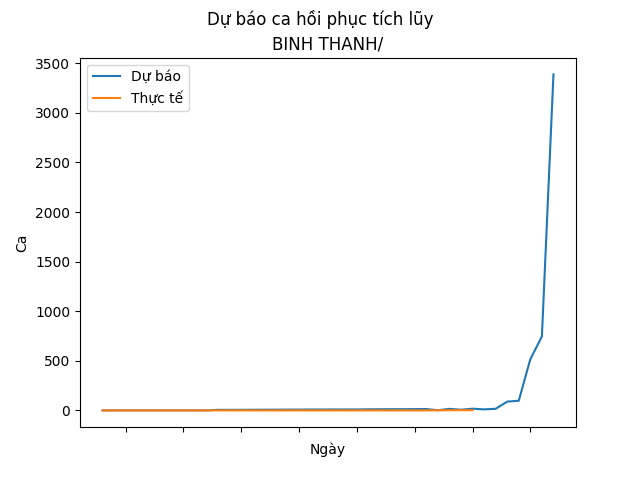 Dự báo ca hồi phục tích lũy
BINH THANH/
Dự báo
Thực tế
3500
3000
2500
2000
1500
1000
500
0
Ca
Ngày